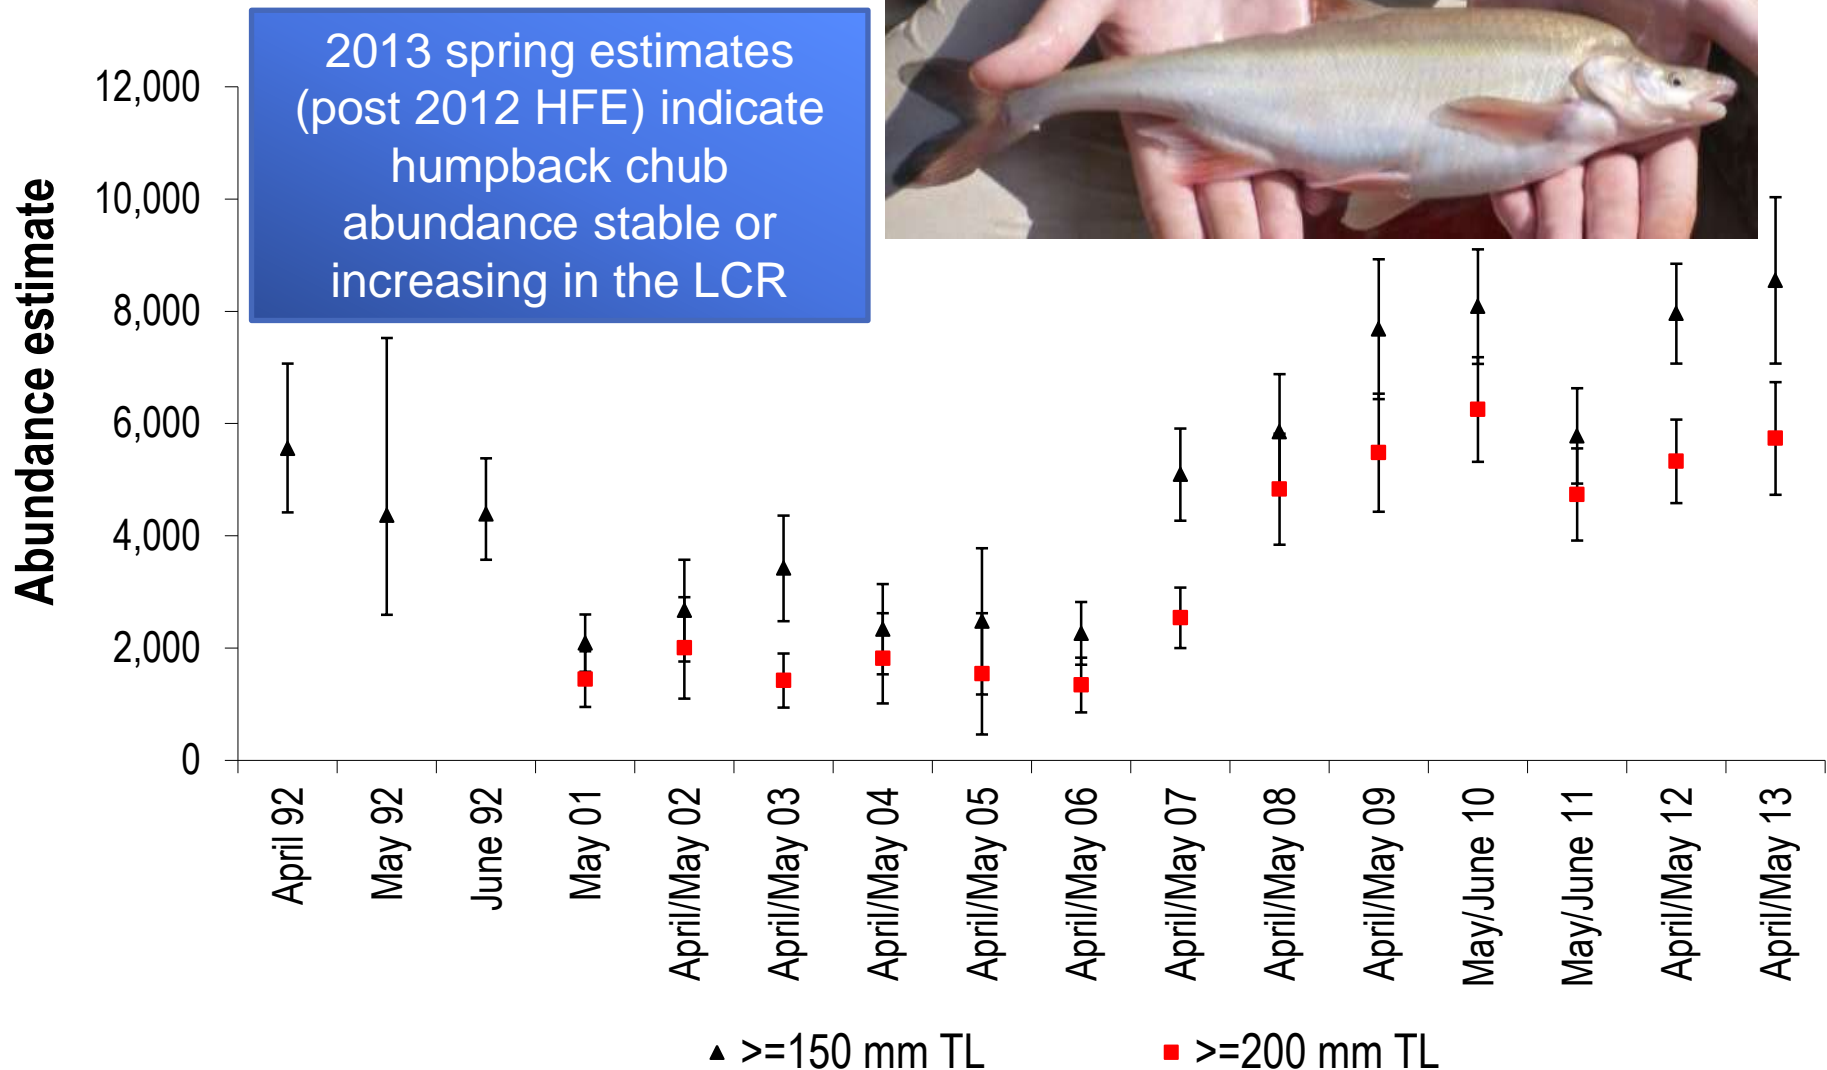 2013 spring estimates
(post 2012 HFE) indicate
humpback chub
abundance stable or
increasing in the LCR
Abundance estimate
12,000
10,000
8,000
6,000
4,000
2,000
0
April 92
May 92
June 92
May 01
April/May 02
April/May 03
April/May 04
April/May 05
April/May 06
April/May 07
April/May 08
April/May 09
May/June 10
May/June 11
April/May 12
April/May 13
>=150 mm TL
>=200 mm TL